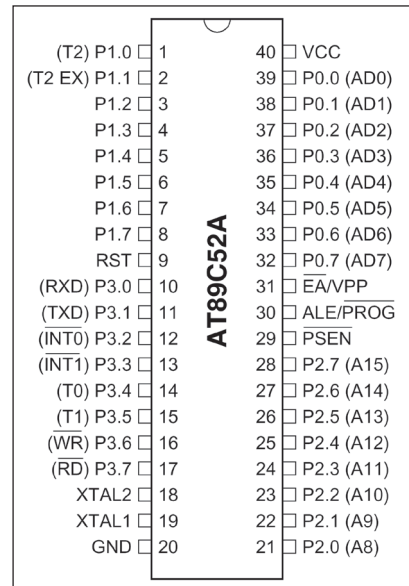 (T2) P1.0 1 40 VCC
(T2 EX) P1.1 2 39 P0.0 (AD0)
P1.2 3 38 P0.1 (AD1)
P1.3 4 37 P0.2 (AD2)
P1.4 5 36 P0.3 (AD3)
P1.5 6 35 P0.4 (AD4)
P1.6 7 34 P0.5 (AD5)
P1.7 8 33 P0.6 (AD6)
RST 9 32 P0.7 (AD7)
(RXD) P3.0 10 31 E̅A̅/VPP
(TXD) P3.1 11 30 ALE/P̅R̅O̅G̅
(I̅N̅T̅0̅) P3.2 12 29 P̅S̅E̅N̅
(I̅N̅T̅1̅) P3.3 13 28 P2.7 (A15)
(T0) P3.4 14 27 P2.6 (A14)
(T1) P3.5 15 26 P2.5 (A13)
(W̅R̅) P3.6 16 25 P2.4 (A12)
(R̅D̅) P3.7 17 24 P2.3 (A11)
XTAL2 18 23 P2.2 (A10)
XTAL1 19 22 P2.1 (A9)
GND 20 21 P2.0 (A8)
AT89C52A